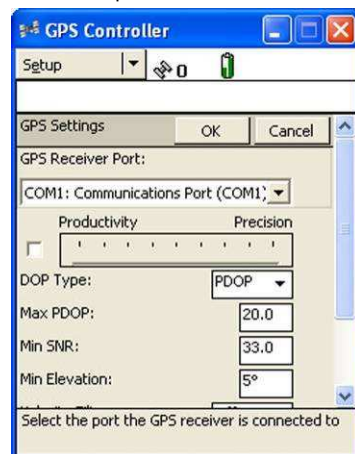 GPS Controller
Setup
0
GPS Settings OK Cancel
GPS Receiver Port:
COM1: Communications Port (COM1)
Productivity Precision
DOP Type: PDOP
Max PDOP: 20.0
Min SNR: 33.0
Min Elevation: 5°
Select the port the GPS receiver is connected to